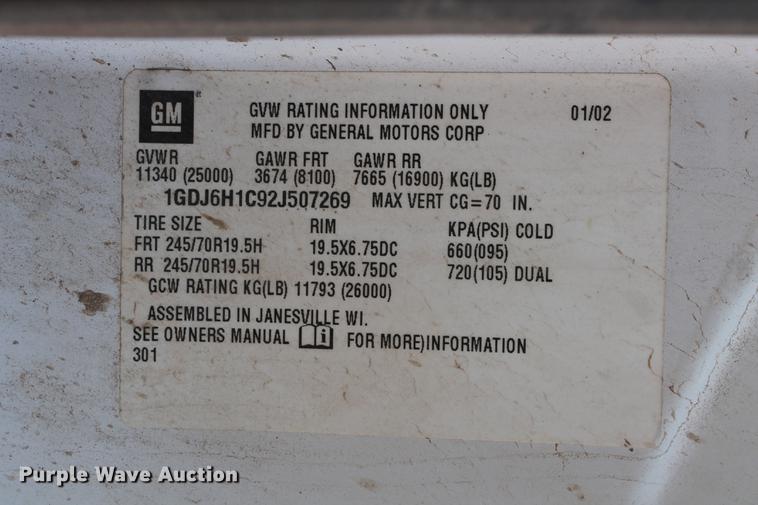 GM
GVW RATING INFORMATION ONLY 01/02
MFD BY GENERAL MOTORS CORP
GVWR GAWR FRT GAWR RR
11340 (25000) 3674 (8100) 7665 (16900) KG(LB)
1GDJ6H1C92J507269 MAX VERT CG=70 IN.
TIRE SIZE RIM KPA(PSI) COLD
FRT 245/70R19.5H 19.5X6.75DC 660(095)
RR 245/70R19.5H 19.5X6.75DC 720(105) DUAL
GCW RATING KG(LB) 11793 (26000)
ASSEMBLED IN JANESVILLE WI.
SEE OWNERS MANUAL i FOR MORE)INFORMATION
301
Purple Wave Auction